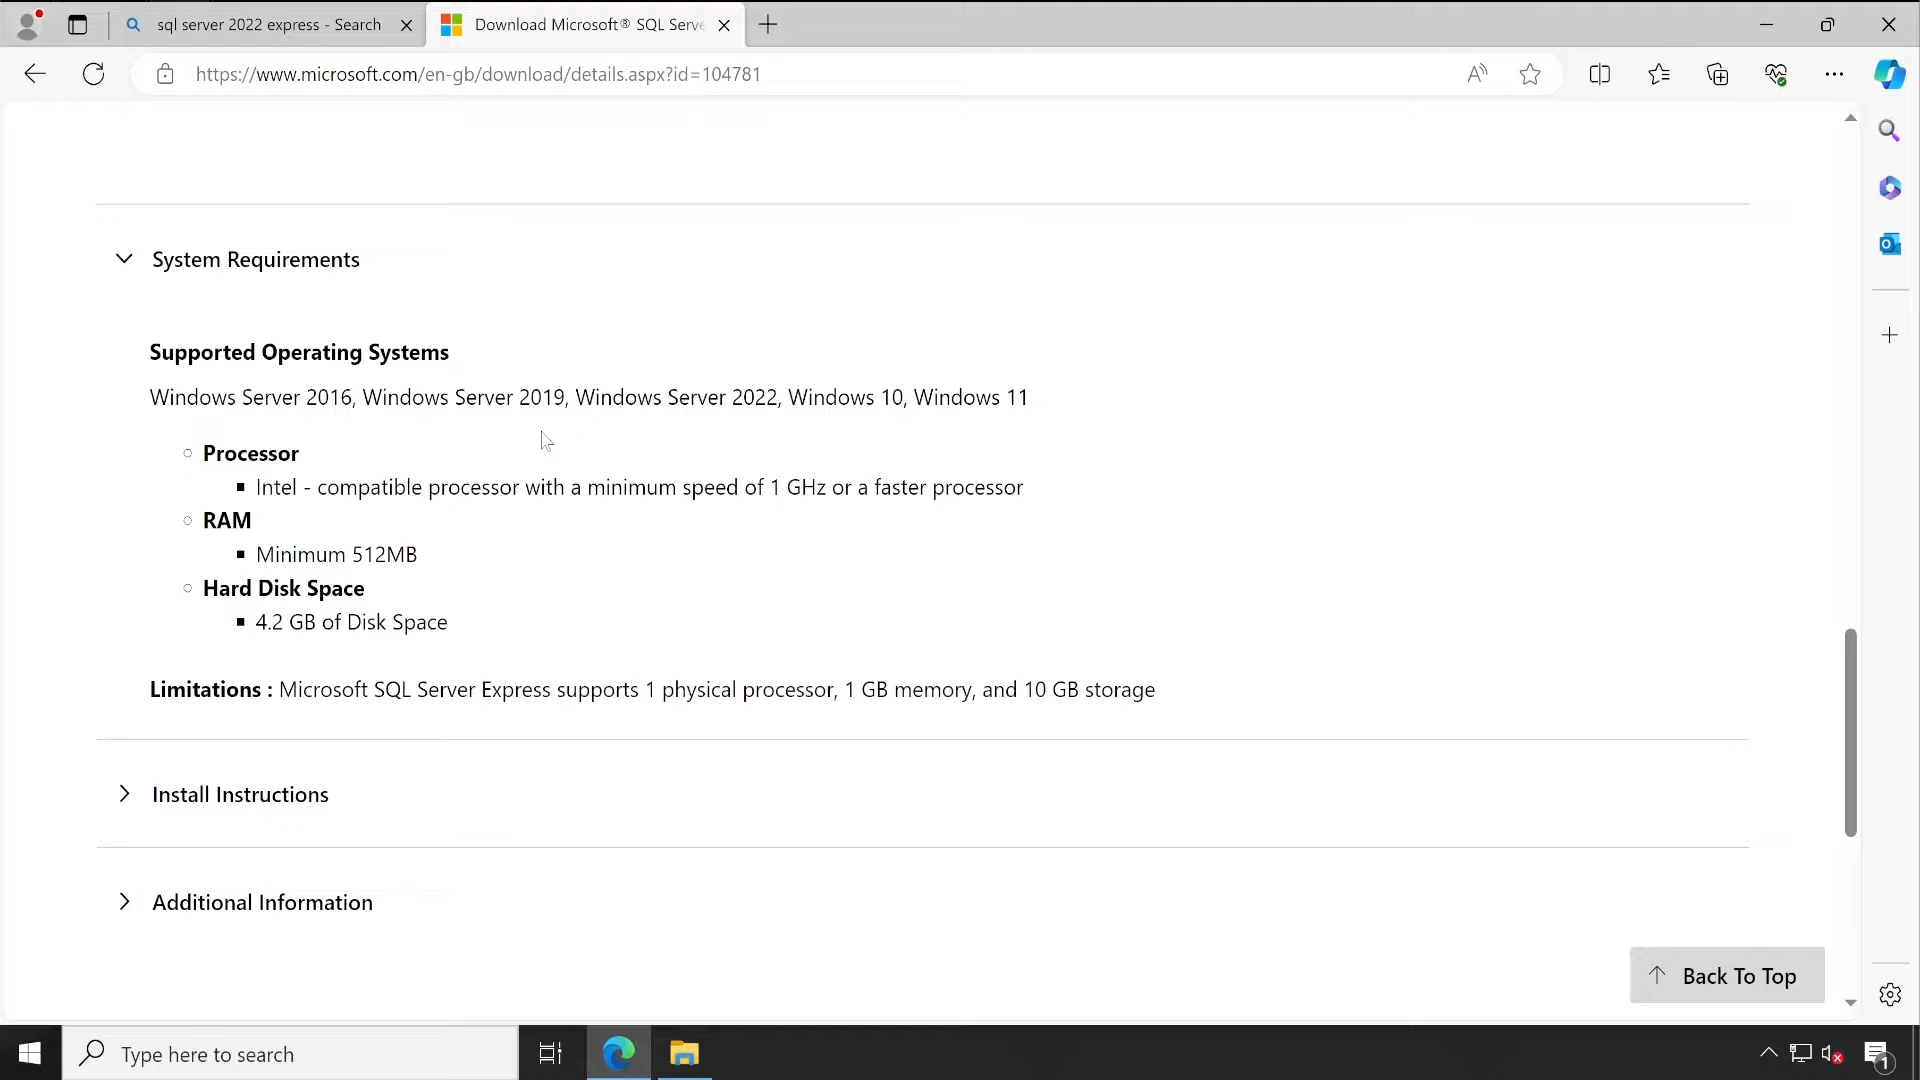 sql server 2022 express - Search
Download Microsoft® SQL Serve
https://www.microsoft.com/en-gb/download/details.aspx?id=104781
System Requirements
Supported Operating Systems
Windows Server 2016, Windows Server 2019, Windows Server 2022, Windows 10, Windows 11
Processor
Intel - compatible processor with a minimum speed of 1 GHz or a faster processor
RAM
Minimum 512MB
Hard Disk Space
4.2 GB of Disk Space
Limitations : Microsoft SQL Server Express supports 1 physical processor, 1 GB memory, and 10 GB storage
Install Instructions
Additional Information
Back To Top
Type here to search
1